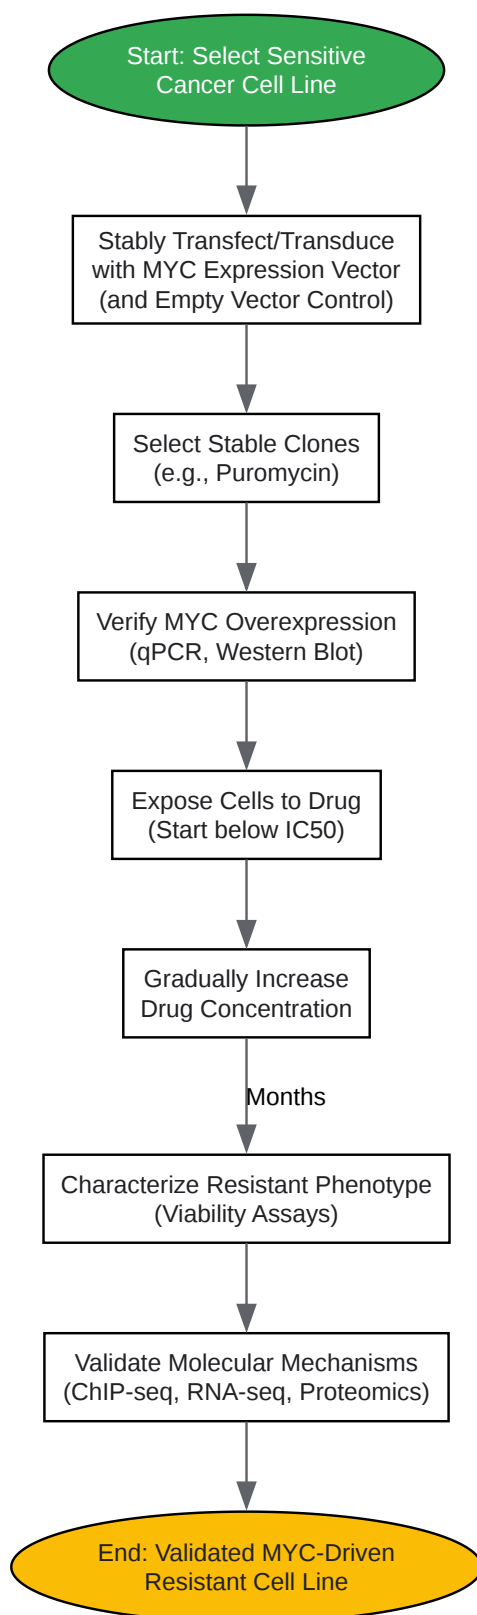 Start: Select Sensitive
Cancer Cell Line
Stably Transfect/Transduce
with MYC Expression Vector
(and Empty Vector Control)
Select Stable Clones
(e.g., Puromycin)
Verify MYC Overexpression
(qPCR, Western Blot)
Expose Cells to Drug
(Start below IC50)
Gradually Increase
Drug Concentration
Months
Characterize Resistant Phenotype
(Viability Assays)
Validate Molecular Mechanisms
(ChIP-seq, RNA-seq, Proteomics)
End: Validated MYC-Driven
Resistant Cell Line